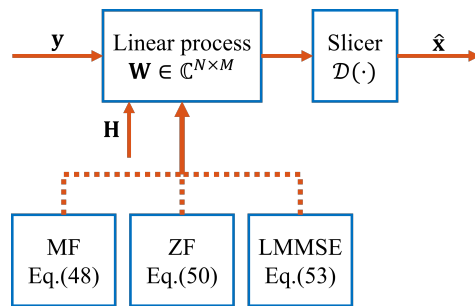 y
Linear process
W ∈ ℂ^{N×M}
Slicer
𝒟(·)
x̂
H
MF
Eq.(48)
ZF
Eq.(50)
LMMSE
Eq.(53)